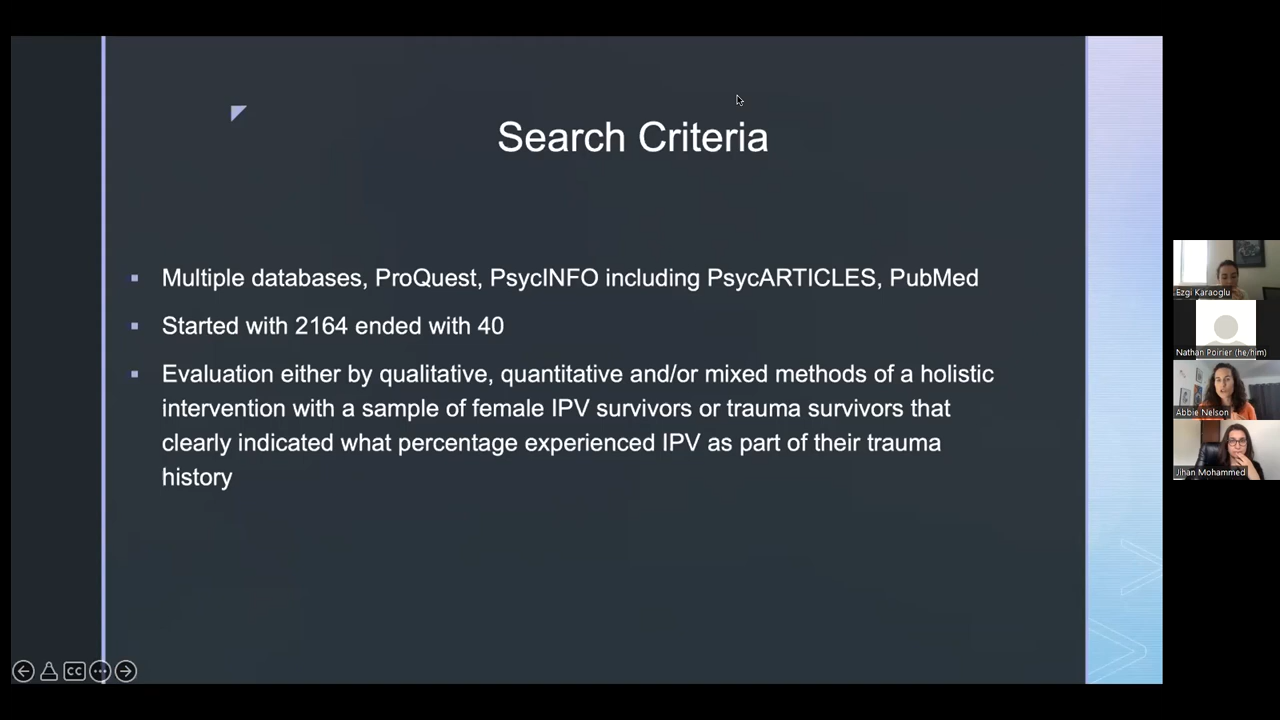 Search Criteria
Multiple databases, ProQuest, PsycINFO including PsycARTICLES, PubMed
Started with 2164 ended with 40
Evaluation either by qualitative, quantitative and/or mixed methods of a holistic
intervention with a sample of female IPV survivors or trauma survivors that
clearly indicated what percentage experienced IPV as part of their trauma
history
CC
Ezgi Karaoglu
Nathan Poirier (he/him)
Abbie Nelson
Jihan Mohammed